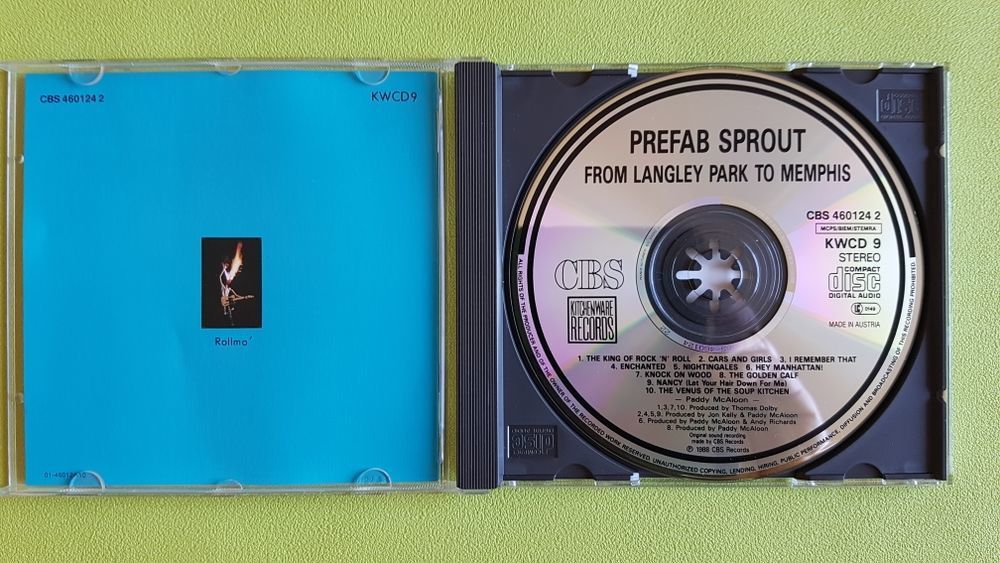 CBS 460124 2
KWCD9
Rollmo'
PREFAB SPROUT
FROM LANGLEY PARK TO MEMPHIS
CBS 460124 2
MCPS/BIEM/STEMRA
KWCD 9
STEREO
COMPACT
disc
DIGITAL AUDIO
LC 0149
MADE IN AUSTRIA
CBS
KITCHENWARE
RECORDS
1. THE KING OF ROCK 'N' ROLL 2. CARS AND GIRLS 3. I REMEMBER THAT
4. ENCHANTED 5. NIGHTINGALES 6. HEY MANHATTAN!
7. KNOCK ON WOOD 8. THE GOLDEN CALF
9. NANCY (Let Your Hair Down For Me)
10. THE VENUS OF THE SOUP KITCHEN
— Paddy McAloon —
1,3,7,10. Produced by Thomas Dolby
2,4,5,9. Produced by Jon Kelly & Paddy McAloon
6. Produced by Paddy McAloon & Andy Richards
8. Produced by Paddy McAloon
Original sound recording
made by CBS Records
℗ 1988 CBS Records
ALL RIGHTS OF THE PRODUCER AND OF THE OWNER OF THE RECORDED WORK RESERVED. UNAUTHORIZED COPYING, LENDING, HIRING, PUBLIC PERFORMANCE, DIFFUSION AND BROADCASTING OF THIS RECORDING PROHIBITED.
disc
COMPACT
disc